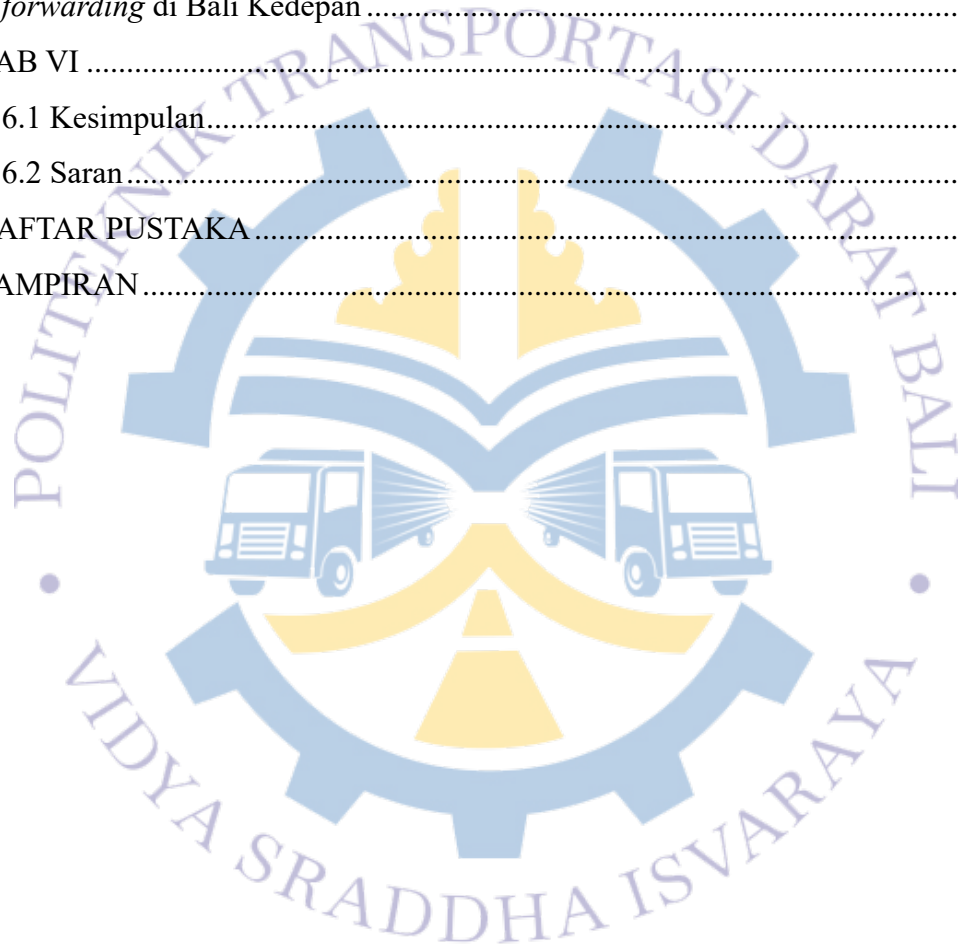 forwarding di Bali Kedepan
AB VI
6.1 Kesimpulan
6.2 Saran
AFTAR PUSTAKA
AMPIRAN
POLITEKNIK TRANSPORTASI DARAT BALI
VIDYA SRADDHA ISVARAYA